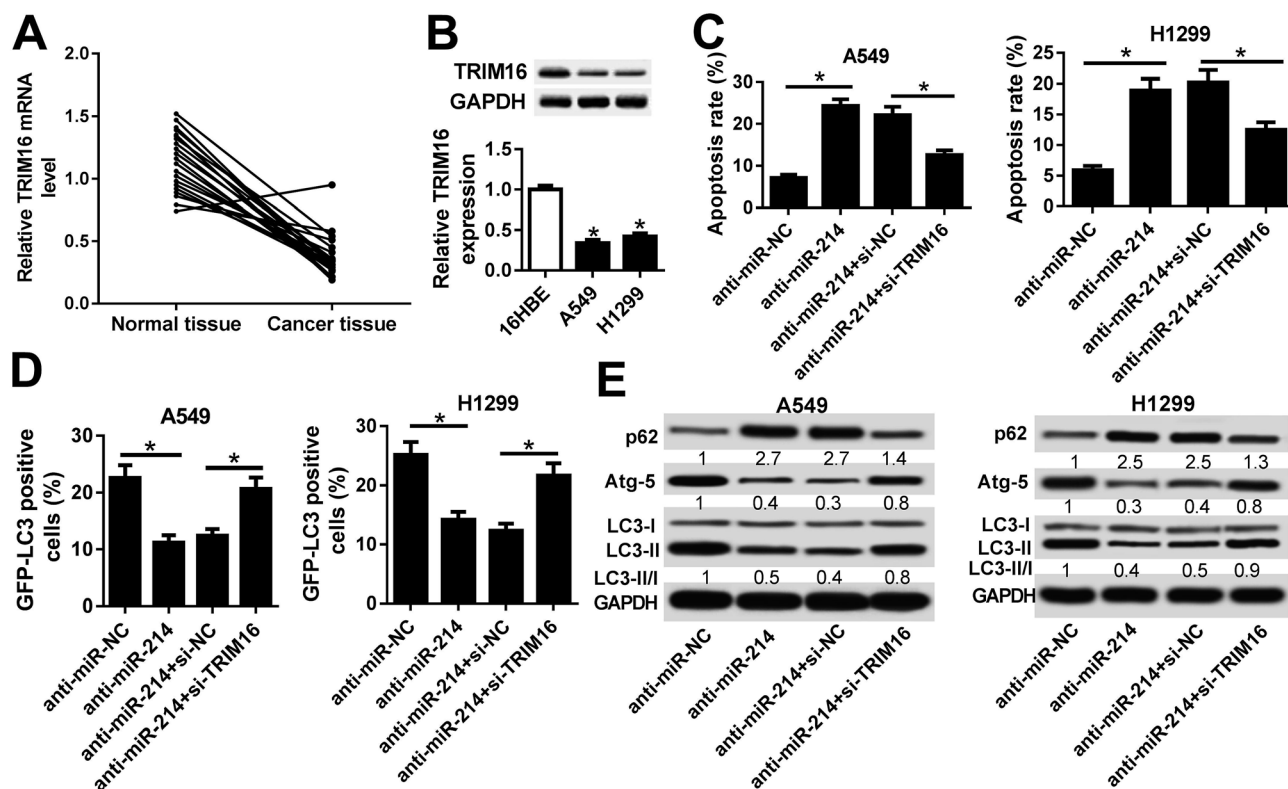 A
Relative TRIM16 mRNA
level
2.0
1.5
1.0
0.5
0.0
Normal tissue
Cancer tissue
B
TRIM16
GAPDH
Relative TRIM16
expression
1.5
1.0
0.5
0.0
*
*
16HBE
A549
H1299
C
A549
Apoptosis rate (%)
30
20
10
0
*
*
anti-miR-NC
anti-miR-214
anti-miR-214+si-NC
anti-miR-214+si-TRIM16
H1299
Apoptosis rate (%)
25
20
15
10
5
0
*
*
anti-miR-NC
anti-miR-214
anti-miR-214+si-NC
anti-miR-214+si-TRIM16
D
A549
GFP-LC3 positive
cells (%)
30
20
10
0
*
*
anti-miR-NC
anti-miR-214
anti-miR-214+si-NC
anti-miR-214+si-TRIM16
H1299
GFP-LC3 positive
cells (%)
30
20
10
0
*
*
anti-miR-NC
anti-miR-214
anti-miR-214+si-NC
anti-miR-214+si-TRIM16
E
A549
p62
1 2.7 2.7 1.4
Atg-5
1 0.4 0.3 0.8
LC3-I
LC3-II
LC3-II/I 1 0.5 0.4 0.8
GAPDH
anti-miR-NC
anti-miR-214
anti-miR-214+si-NC
anti-miR-214+si-TRIM16
H1299
p62
1 2.5 2.5 1.3
Atg-5
1 0.3 0.4 0.8
LC3-I
LC3-II
LC3-II/I 1 0.4 0.5 0.9
GAPDH
anti-miR-NC
anti-miR-214
anti-miR-214+si-NC
anti-miR-214+si-TRIM16